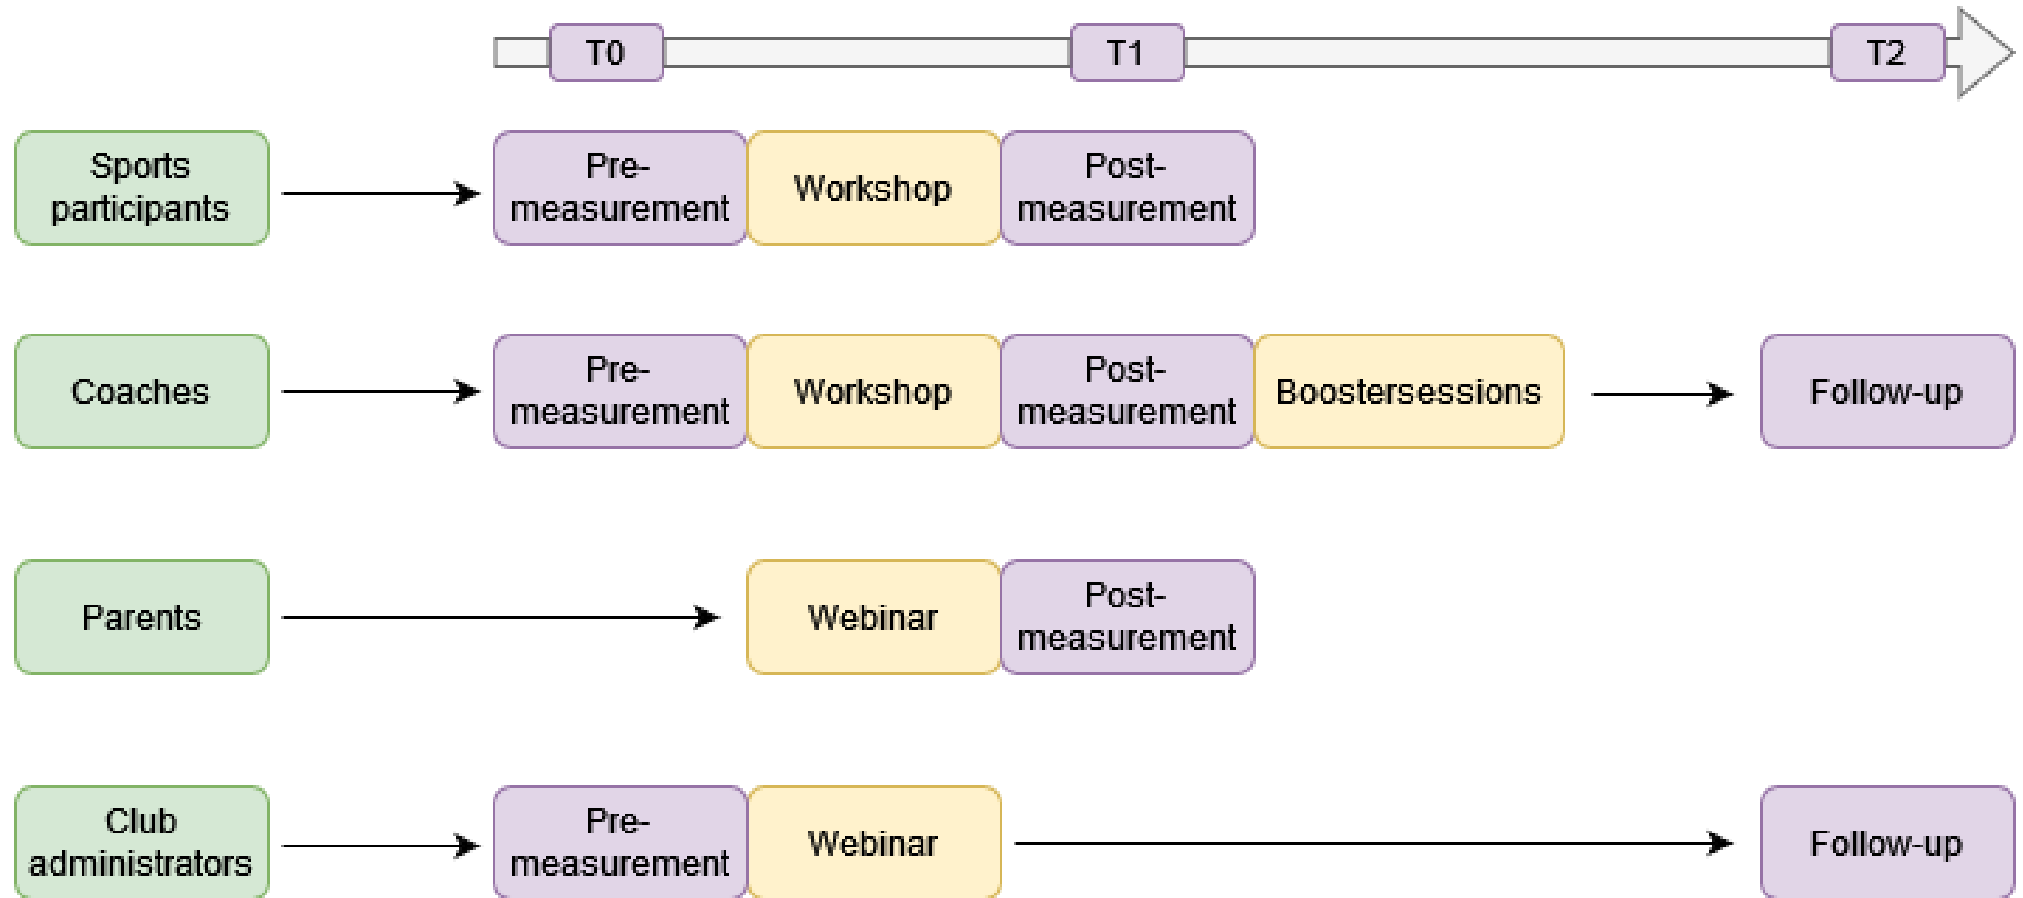 T0
T1
T2
Sports
participants
Pre-
measurement
Workshop
Post-
measurement
Coaches
Pre-
measurement
Workshop
Post-
measurement
Boostersessions
Follow-up
Parents
Webinar
Post-
measurement
Club
administrators
Pre-
measurement
Webinar
Follow-up